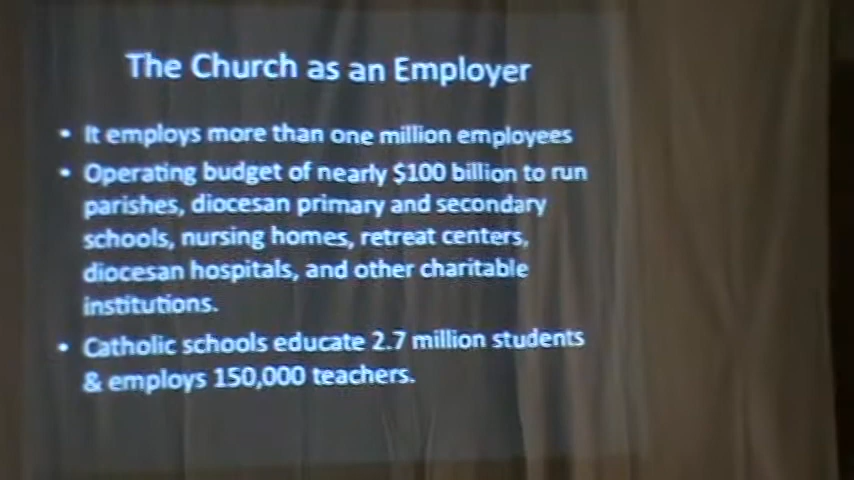 The Church as an Employer
• It employs more than one million employees
• Operating budget of nearly $100 billion to run
parishes, diocesan primary and secondary
schools, nursing homes, retreat centers,
diocesan hospitals, and other charitable
institutions.
• Catholic schools educate 2.7 million students
& employs 150,000 teachers.